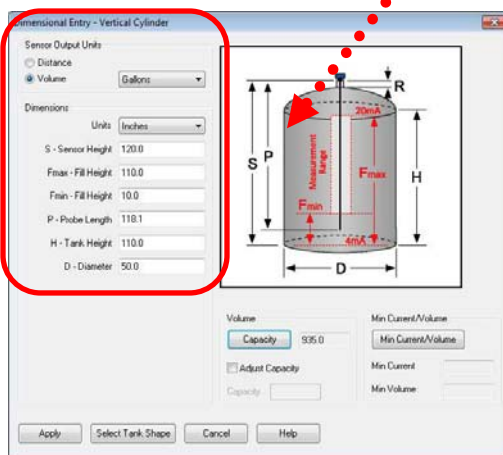 Dimensional Entry - Vertical Cylinder
Sensor Output Units
Distance
Volume Gallons
Dimensions
Units Inches
S - Sensor Height 120.0
Fmax - Fill Height 110.0
Fmin - Fill Height 10.0
P - Probe Length 118.1
H - Tank Height 110.0
D - Diameter 50.0
R
20mA
S
P
Measurement
Range
Fmax
H
Fmin
4mA
D
Volume
Capacity 935.0
Adjust Capacity
Capacity
Min Current/Volume
Min Current/Volume
Min Current
Min Volume
Apply Select Tank Shape Cancel Help